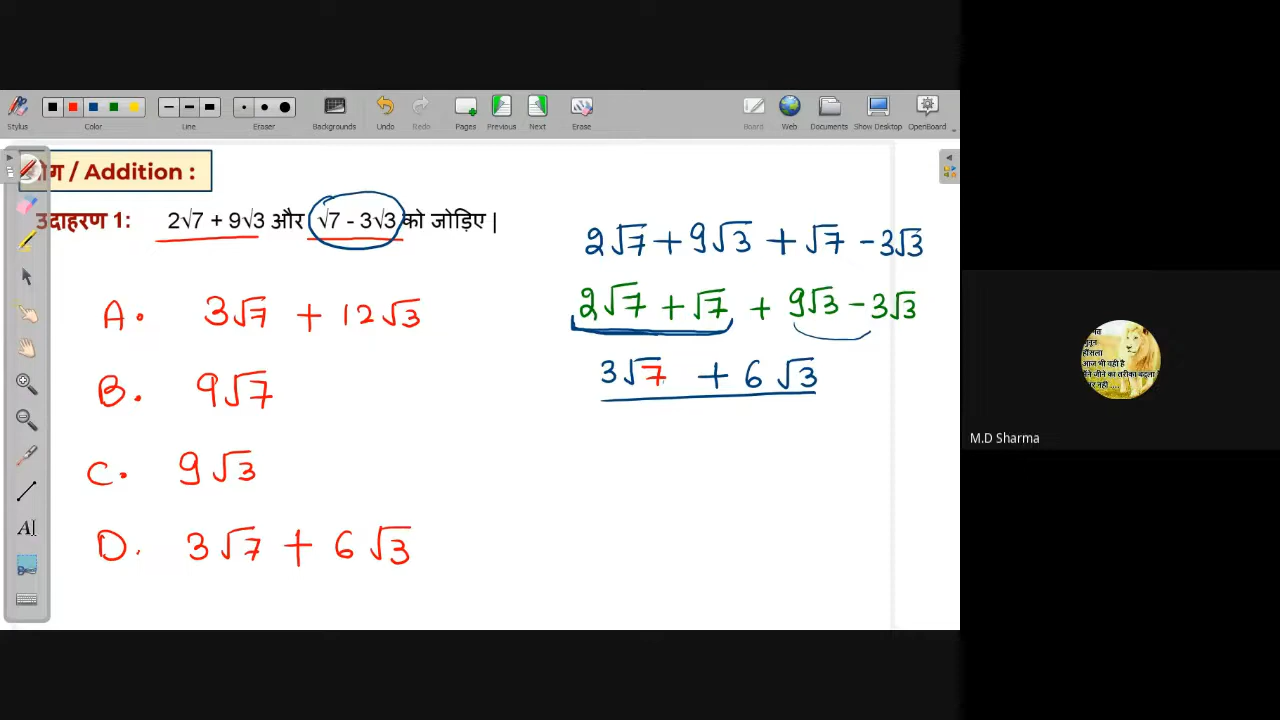 Stylus Color Line Eraser Backgrounds Undo Redo Pages Previous Next Erase Board Web Documents Show Desktop OpenBoard
/ Addition :
उदाहरण 1: 2√7 + 9√3 और √7 - 3√3 को जोड़िए |
2√7 + 9√3 + √7 - 3√3
2√7 + √7 + 9√3 - 3√3
3√7 + 6√3
A. 3√7 + 12√3
B. 9√7
C. 9√3
D. 3√7 + 6√3
हौंसला
आज भी वही है
M.D Sharma